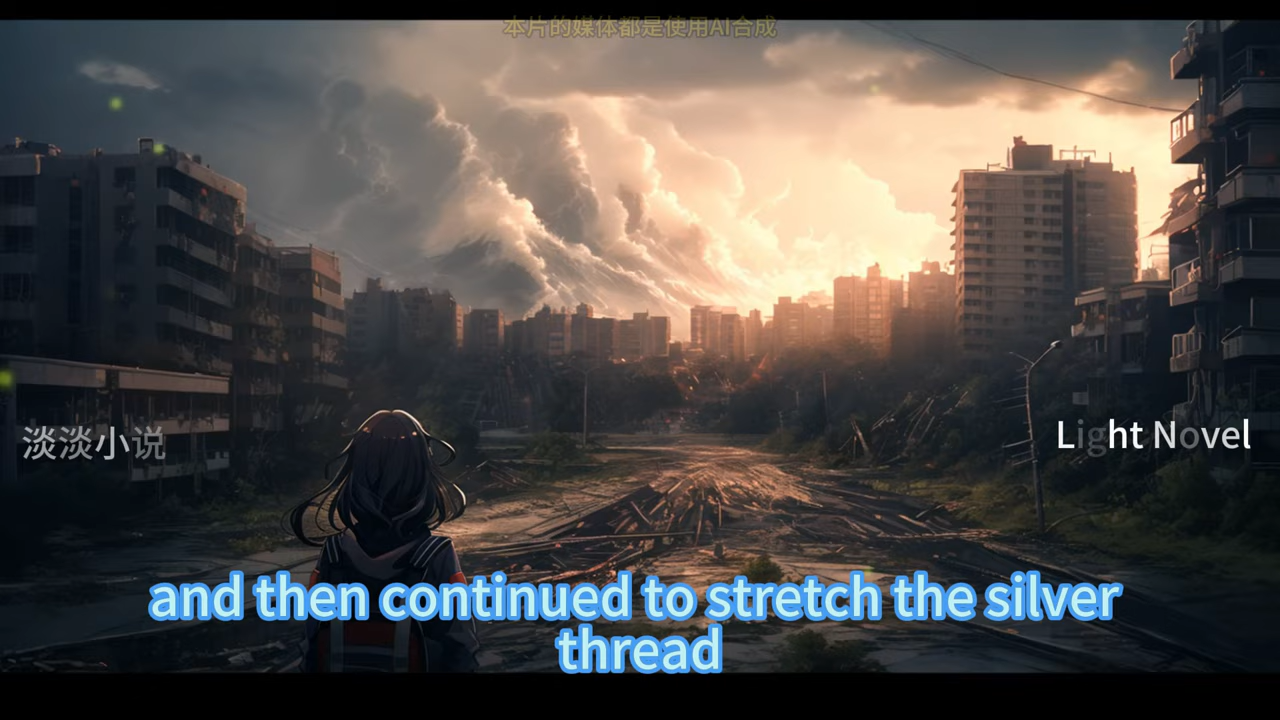 本片的媒体都是使用AI合成
淡淡小说
Light Novel
and then continued to stretch the silver
thread